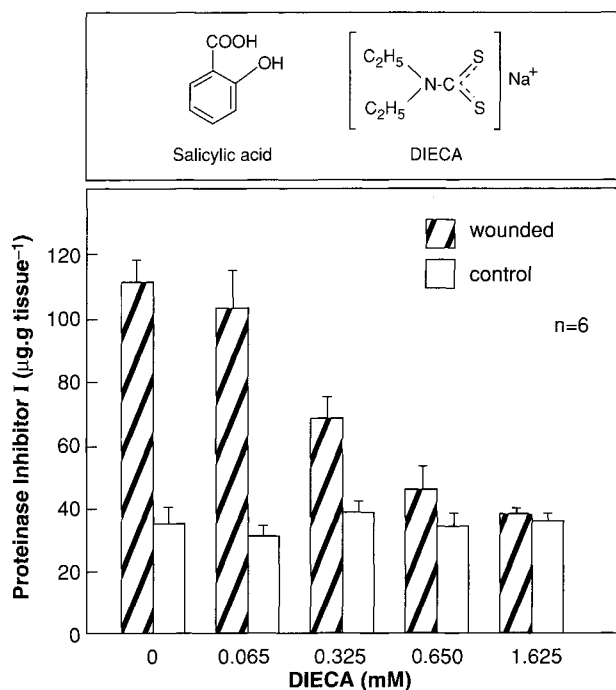 COOH
OH
Salicylic acid
C₂H₅
C₂H₅
N-C
S
S
Na⁺
DIECA
wounded
control
n=6
Proteinase Inhibitor I (µg.g tissue⁻¹)
120
100
80
60
40
20
0
0 0.065 0.325 0.650 1.625
DIECA (mM)